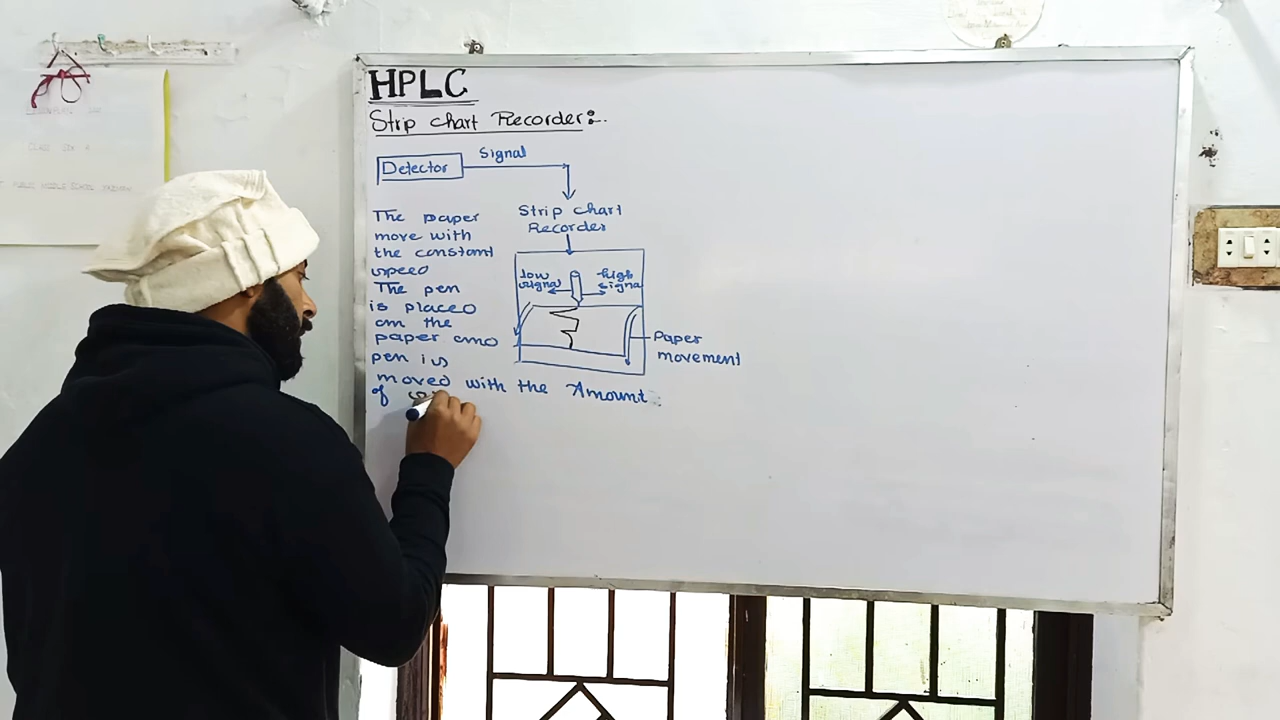 HPLC
Strip chart Recorder:-
Detector
Signal
Strip chart
Recorder
low
signal
high
signal
Paper
movement
The paper
move with
the constant
speed
The pen
is placed
on the
paper and
pen is
moved with the Amount
of